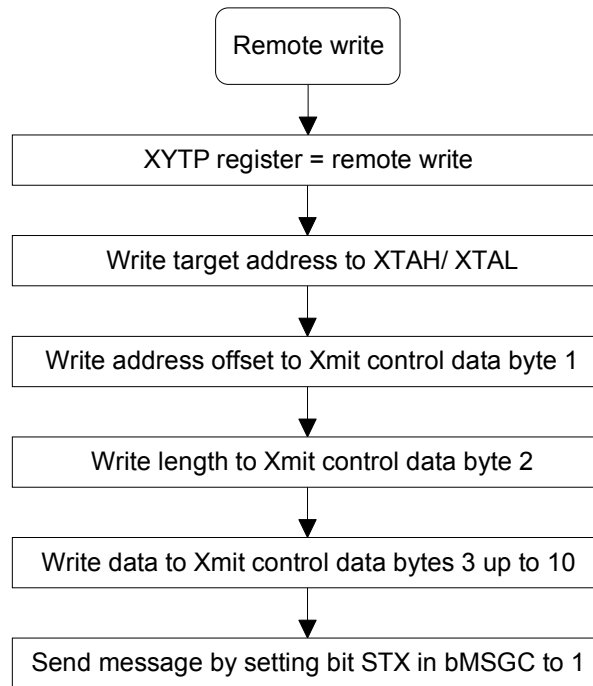 Remote write
XYTP register = remote write
Write target address to XTAH/ XTAL
Write address offset to Xmit control data byte 1
Write length to Xmit control data byte 2
Write data to Xmit control data bytes 3 up to 10
Send message by setting bit STX in bMSGC to 1